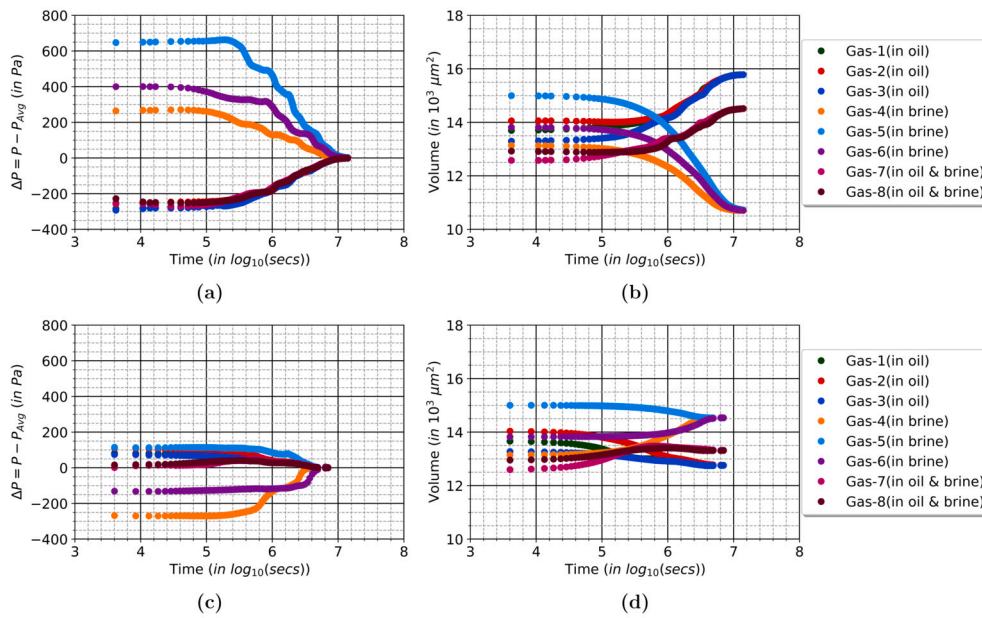 800
600
400
200
0
−200
−400
3 4 5 6 7 8
ΔP = P − P_Avg (in Pa)
Time (in log₁₀(secs))
(a)
18
16
14
12
10
3 4 5 6 7 8
Volume (in 10³ μm²)
Time (in log₁₀(secs))
(b)
Gas-1(in oil)
Gas-2(in oil)
Gas-3(in oil)
Gas-4(in brine)
Gas-5(in brine)
Gas-6(in brine)
Gas-7(in oil & brine)
Gas-8(in oil & brine)
800
600
400
200
0
−200
−400
3 4 5 6 7 8
ΔP = P − P_Avg (in Pa)
Time (in log₁₀(secs))
(c)
18
16
14
12
10
3 4 5 6 7 8
Volume (in 10³ μm²)
Time (in log₁₀(secs))
(d)
Gas-1(in oil)
Gas-2(in oil)
Gas-3(in oil)
Gas-4(in brine)
Gas-5(in brine)
Gas-6(in brine)
Gas-7(in oil & brine)
Gas-8(in oil & brine)